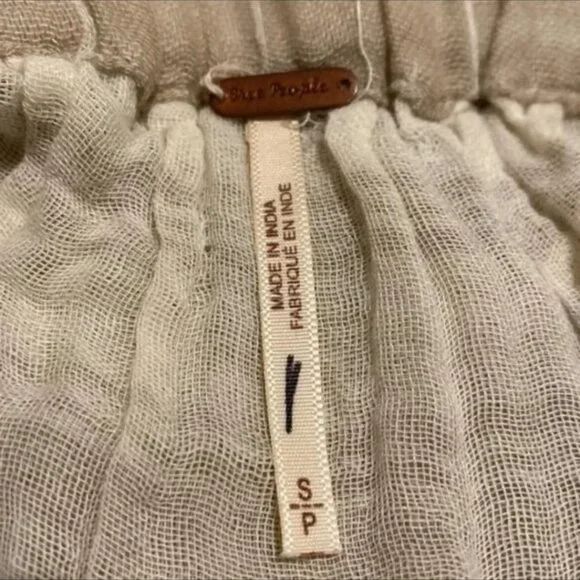 Free People
MADE IN INDIA
FABRIQUÉ EN INDE
S|P